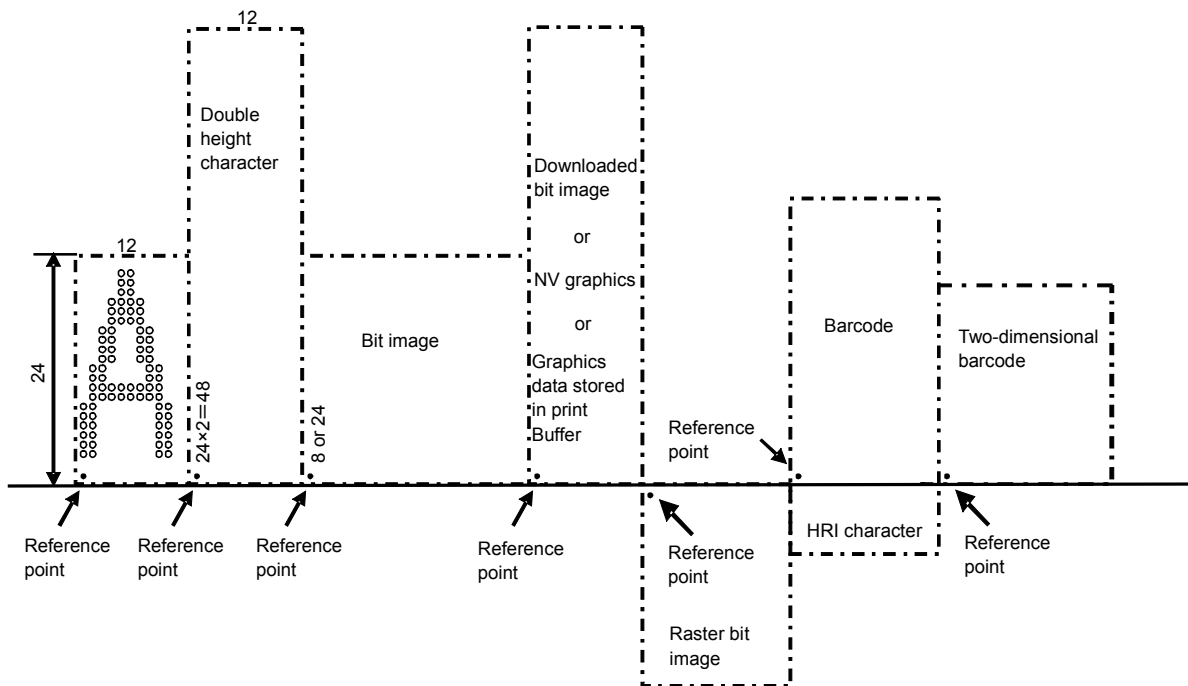 12
Double
height
character
12
24
24×2=48
Bit image
8 or 24
Downloaded
bit image
or
NV graphics
or
Graphics
data stored
in print
Buffer
Reference
point
Barcode
Two-dimensional
barcode
Reference
point
Reference
point
Reference
point
Reference
point
Reference
point
HRI character
Reference
point
Raster bit
image